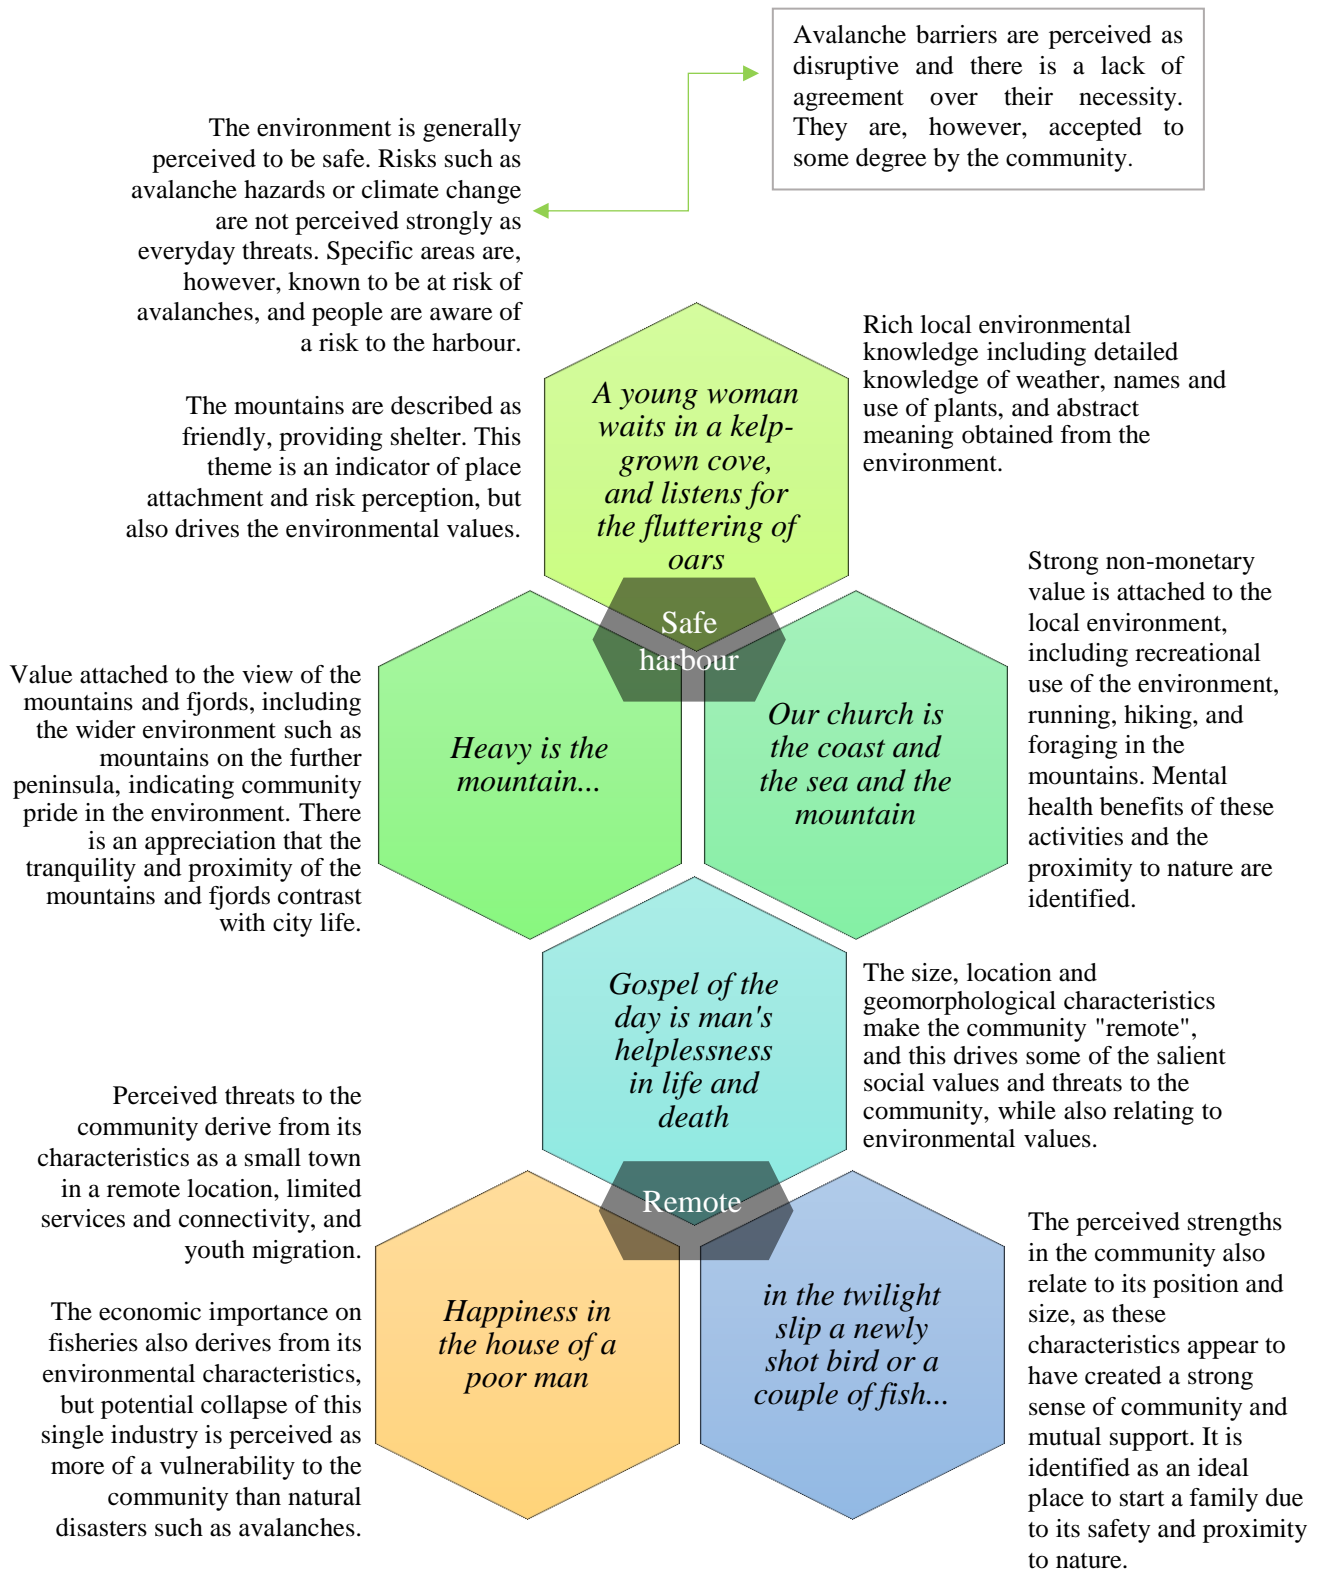 Avalanche barriers are perceived as
disruptive and there is a lack of
agreement over their necessity.
They are, however, accepted to
some degree by the community.
The environment is generally
perceived to be safe. Risks such as
avalanche hazards or climate change
are not perceived strongly as
everyday threats. Specific areas are,
however, known to be at risk of
avalanches, and people are aware of
a risk to the harbour.
The mountains are described as
friendly, providing shelter. This
theme is an indicator of place
attachment and risk perception, but
also drives the environmental values.
A young woman
waits in a kelp-
grown cove,
and listens for
the fluttering of
oars
Rich local environmental
knowledge including detailed
knowledge of weather, names and
use of plants, and abstract
meaning obtained from the
environment.
Safe
harbour
Value attached to the view of the
mountains and fjords, including
the wider environment such as
mountains on the further
peninsula, indicating community
pride in the environment. There
is an appreciation that the
tranquility and proximity of the
mountains and fjords contrast
with city life.
Heavy is the
mountain...
Our church is
the coast and
the sea and the
mountain
Strong non-monetary
value is attached to the
local environment,
including recreational
use of the environment,
running, hiking, and
foraging in the
mountains. Mental
health benefits of these
activities and the
proximity to nature are
identified.
Gospel of the
day is man's
helplessness
in life and
death
The size, location and
geomorphological characteristics
make the community "remote",
and this drives some of the salient
social values and threats to the
community, while also relating to
environmental values.
Remote
Perceived threats to the
community derive from its
characteristics as a small town
in a remote location, limited
services and connectivity, and
youth migration.
The economic importance on
fisheries also derives from its
environmental characteristics,
but potential collapse of this
single industry is perceived as
more of a vulnerability to the
community than natural
disasters such as avalanches.
Happiness in
the house of a
poor man
in the twilight
slip a newly
shot bird or a
couple of fish...
The perceived strengths
in the community also
relate to its position and
size, as these
characteristics appear to
have created a strong
sense of community and
mutual support. It is
identified as an ideal
place to start a family due
to its safety and proximity
to nature.